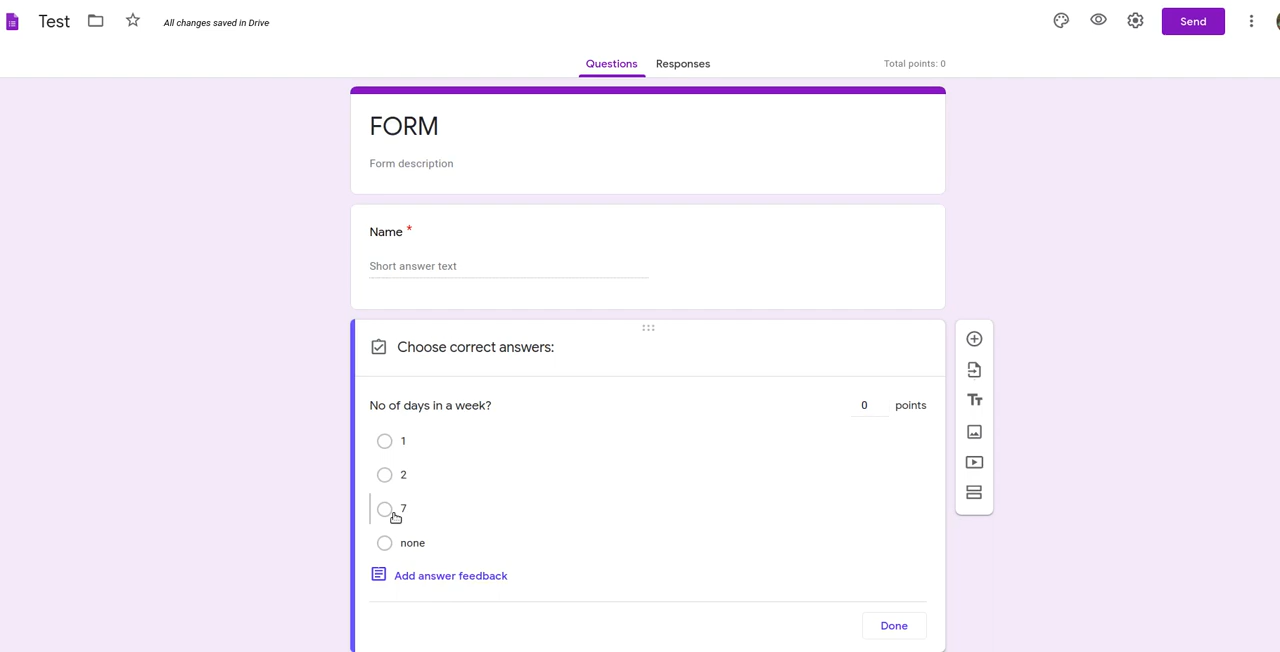 Test
All changes saved in Drive
Send
Questions
Responses
Total points: 0
FORM
Form description
Name *
Short answer text
Choose correct answers:
No of days in a week?
0 points
1
2
7
none
Add answer feedback
Done
Tт